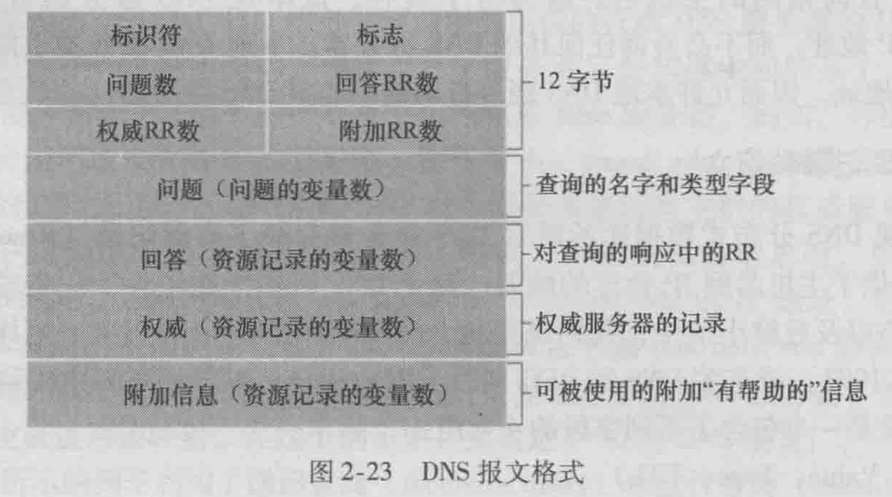 标识符 标志
问题数 回答RR数 12字节
权威RR数 附加RR数
问题（问题的变量数） 查询的名字和类型字段
回答（资源记录的变量数） 对查询的响应中的RR
权威（资源记录的变量数） 权威服务器的记录
附加信息（资源记录的变量数） 可被使用的附加“有帮助的”信息
图 2-23 DNS 报文格式